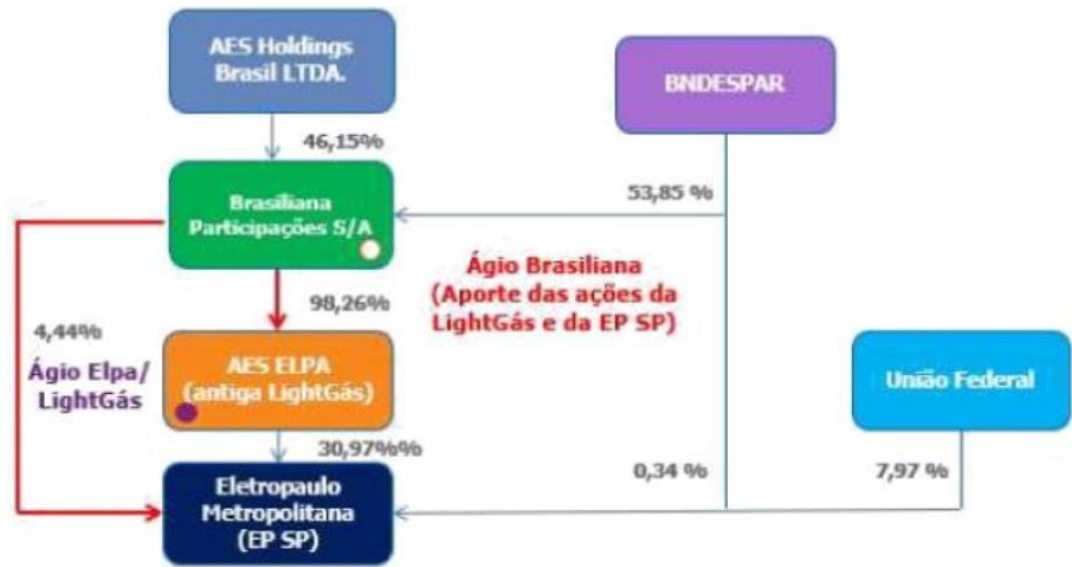 AES Holdings
Brasil LTDA.
BNDESPAR
46,15%
53,85 %
Brasiliana
Participações S/A
Ágio Brasiliana
(Aporte das ações da
LightGás e da EP SP)
98,26%
4,44%
Ágio Elpa/
LightGás
AES ELPA
(antiga LightGás)
União Federal
30,97%%
0,34 %
7,97 %
Eletropaulo
Metropolitana
(EP SP)